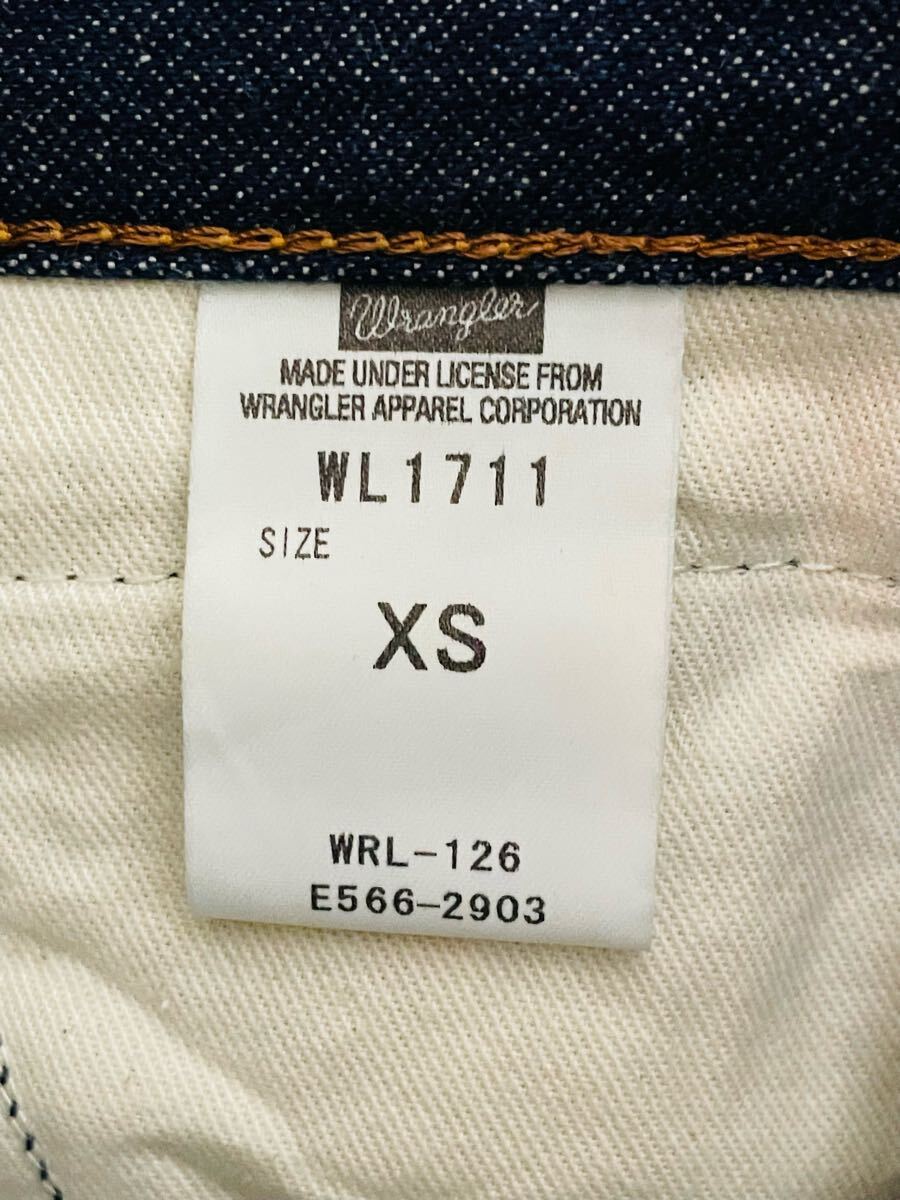 Wrangler
MADE UNDER LICENSE FROM
WRANGLER APPAREL CORPORATION
WL1711
SIZE
XS
WRL-126
E566-2903